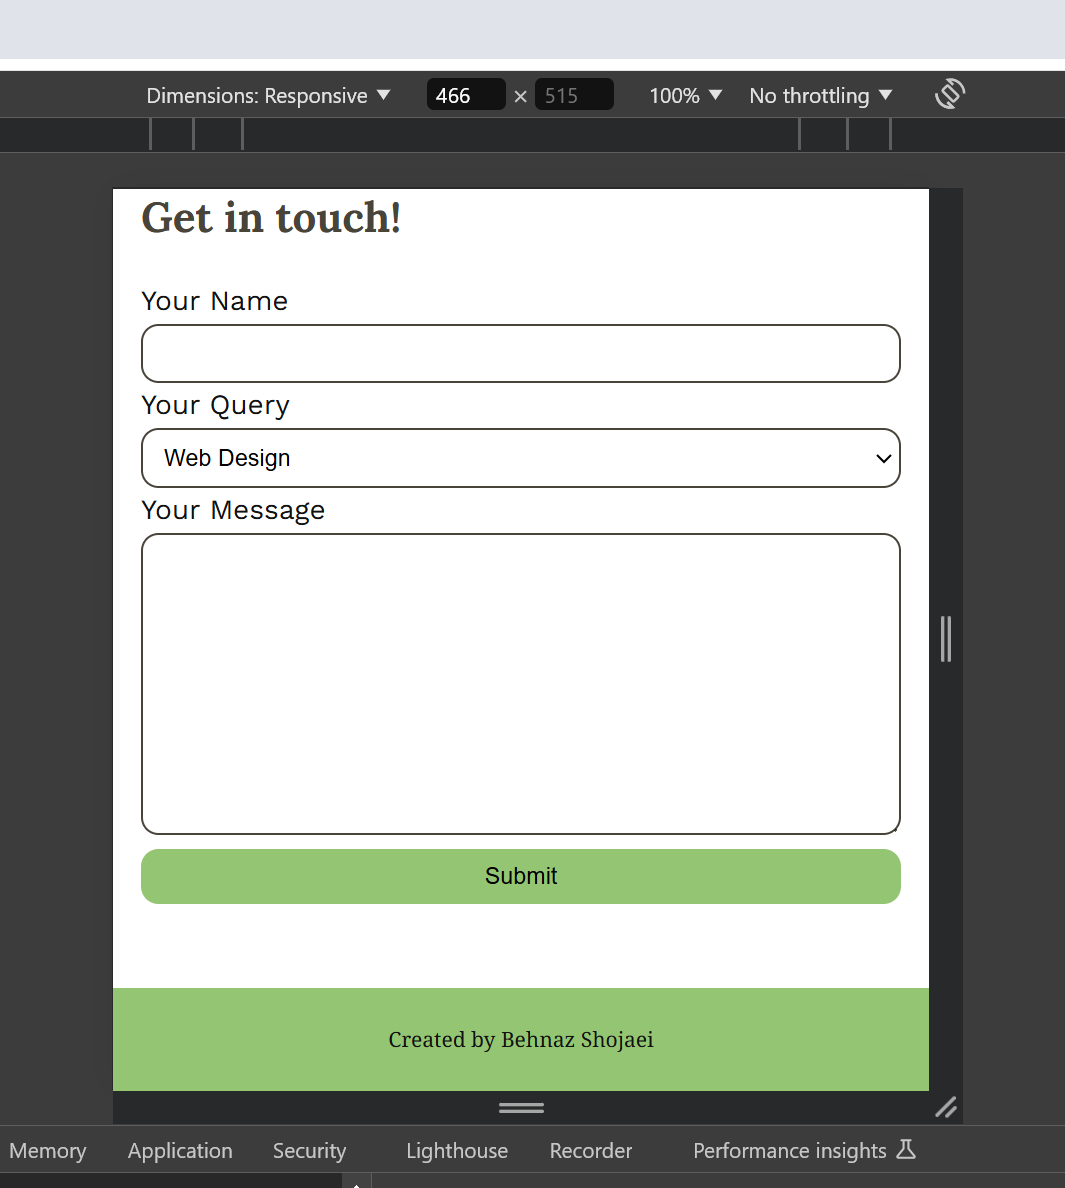 Dimensions: Responsive 466 × 515 100% No throttling
Get in touch!
Your Name
Your Query
Web Design
Your Message
Submit
Created by Behnaz Shojaei
Memory Application Security Lighthouse Recorder Performance insights